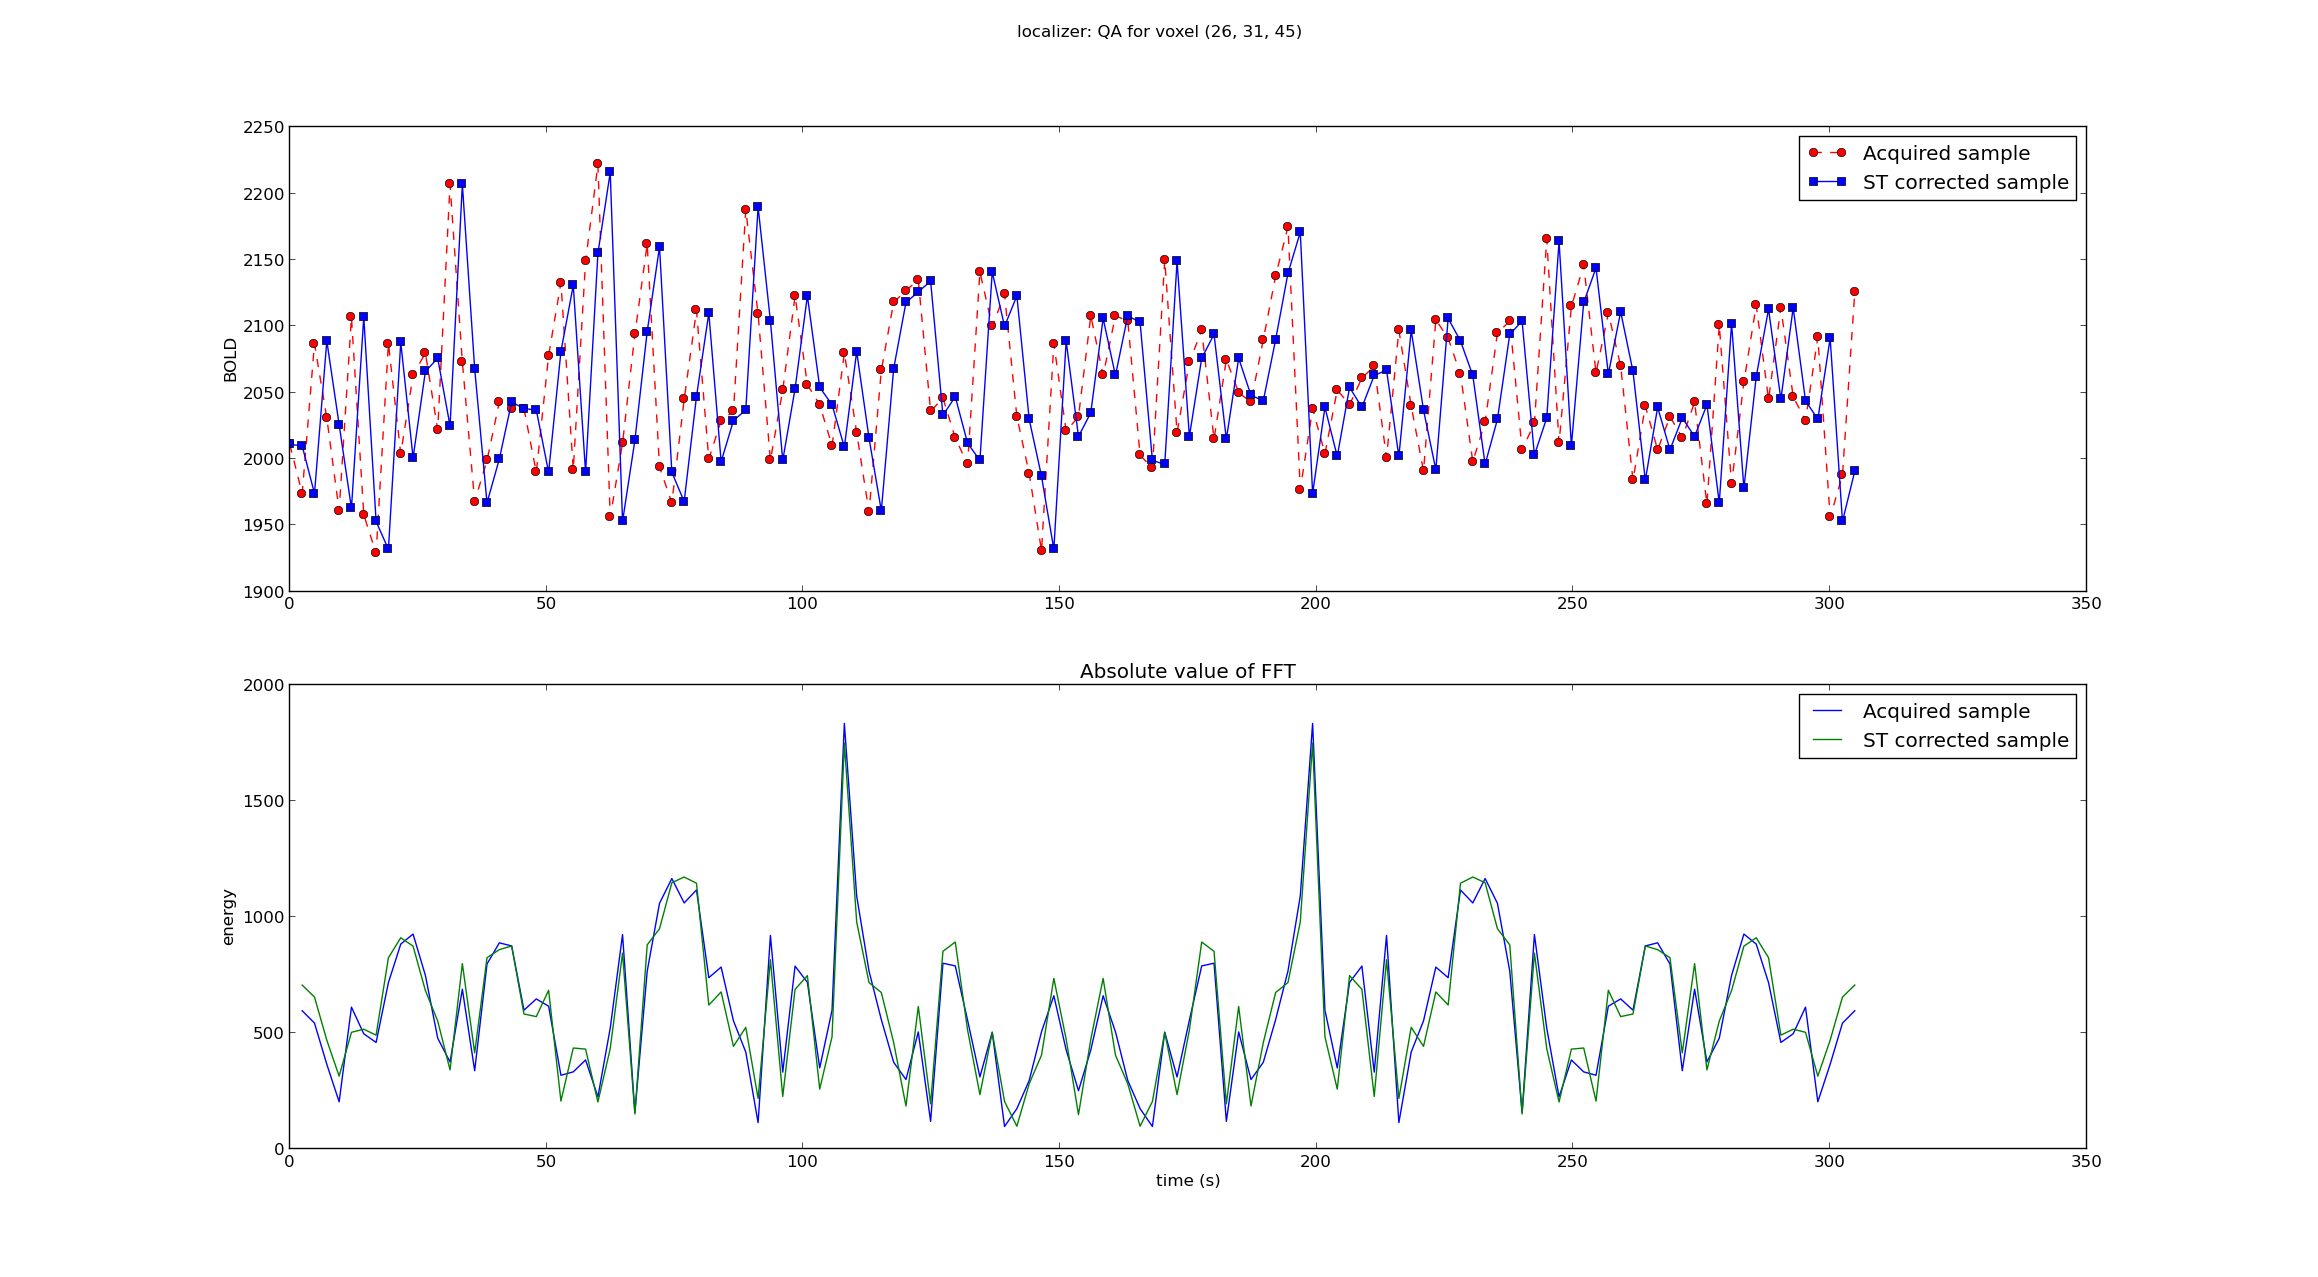 localizer: QA for voxel (26, 31, 45)
2250
2200
2150
2100
2050
2000
1950
1900
BOLD
Acquired sample
ST corrected sample
0 50 100 150 200 250 300 350
Absolute value of FFT
2000
1500
1000
500
0
energy
Acquired sample
ST corrected sample
0 50 100 150 200 250 300 350
time (s)